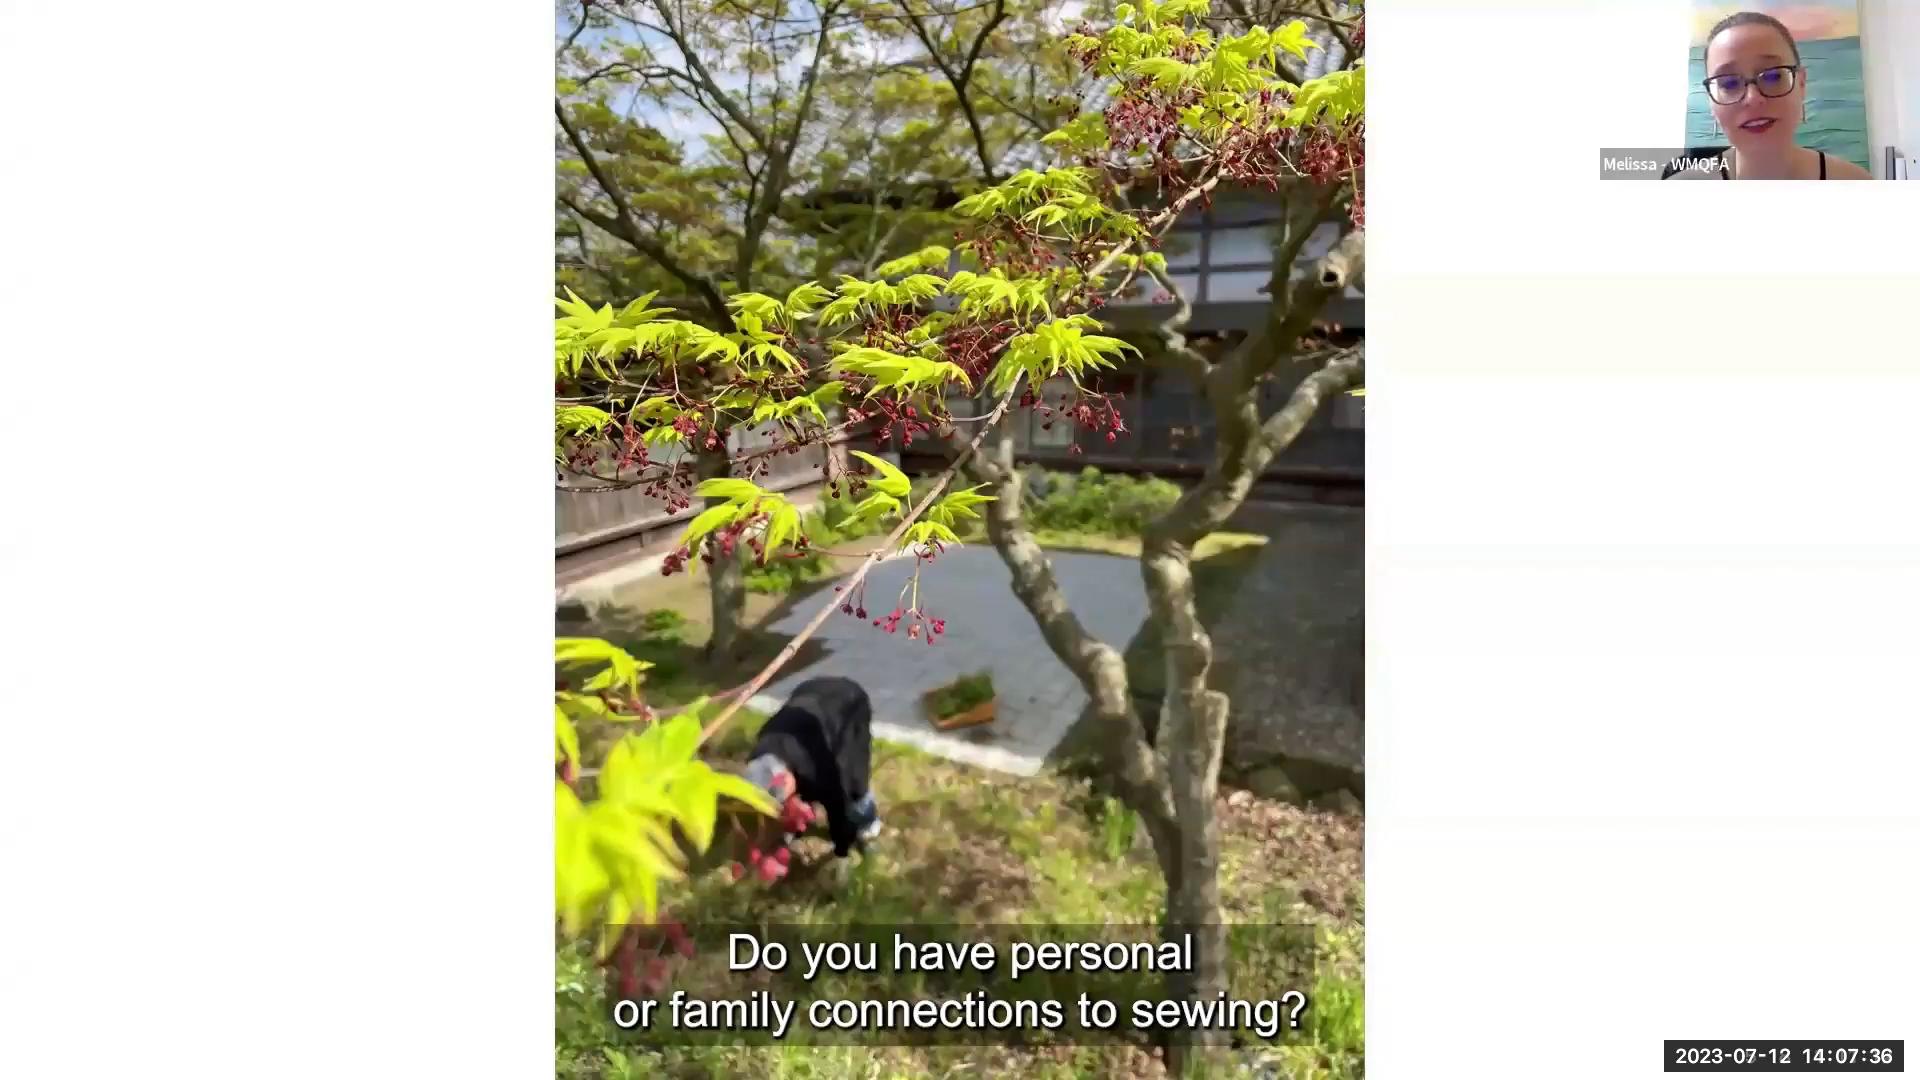 Melissa - WMQFA
Do you have personal
or family connections to sewing?
2023-07-12 14:07:36